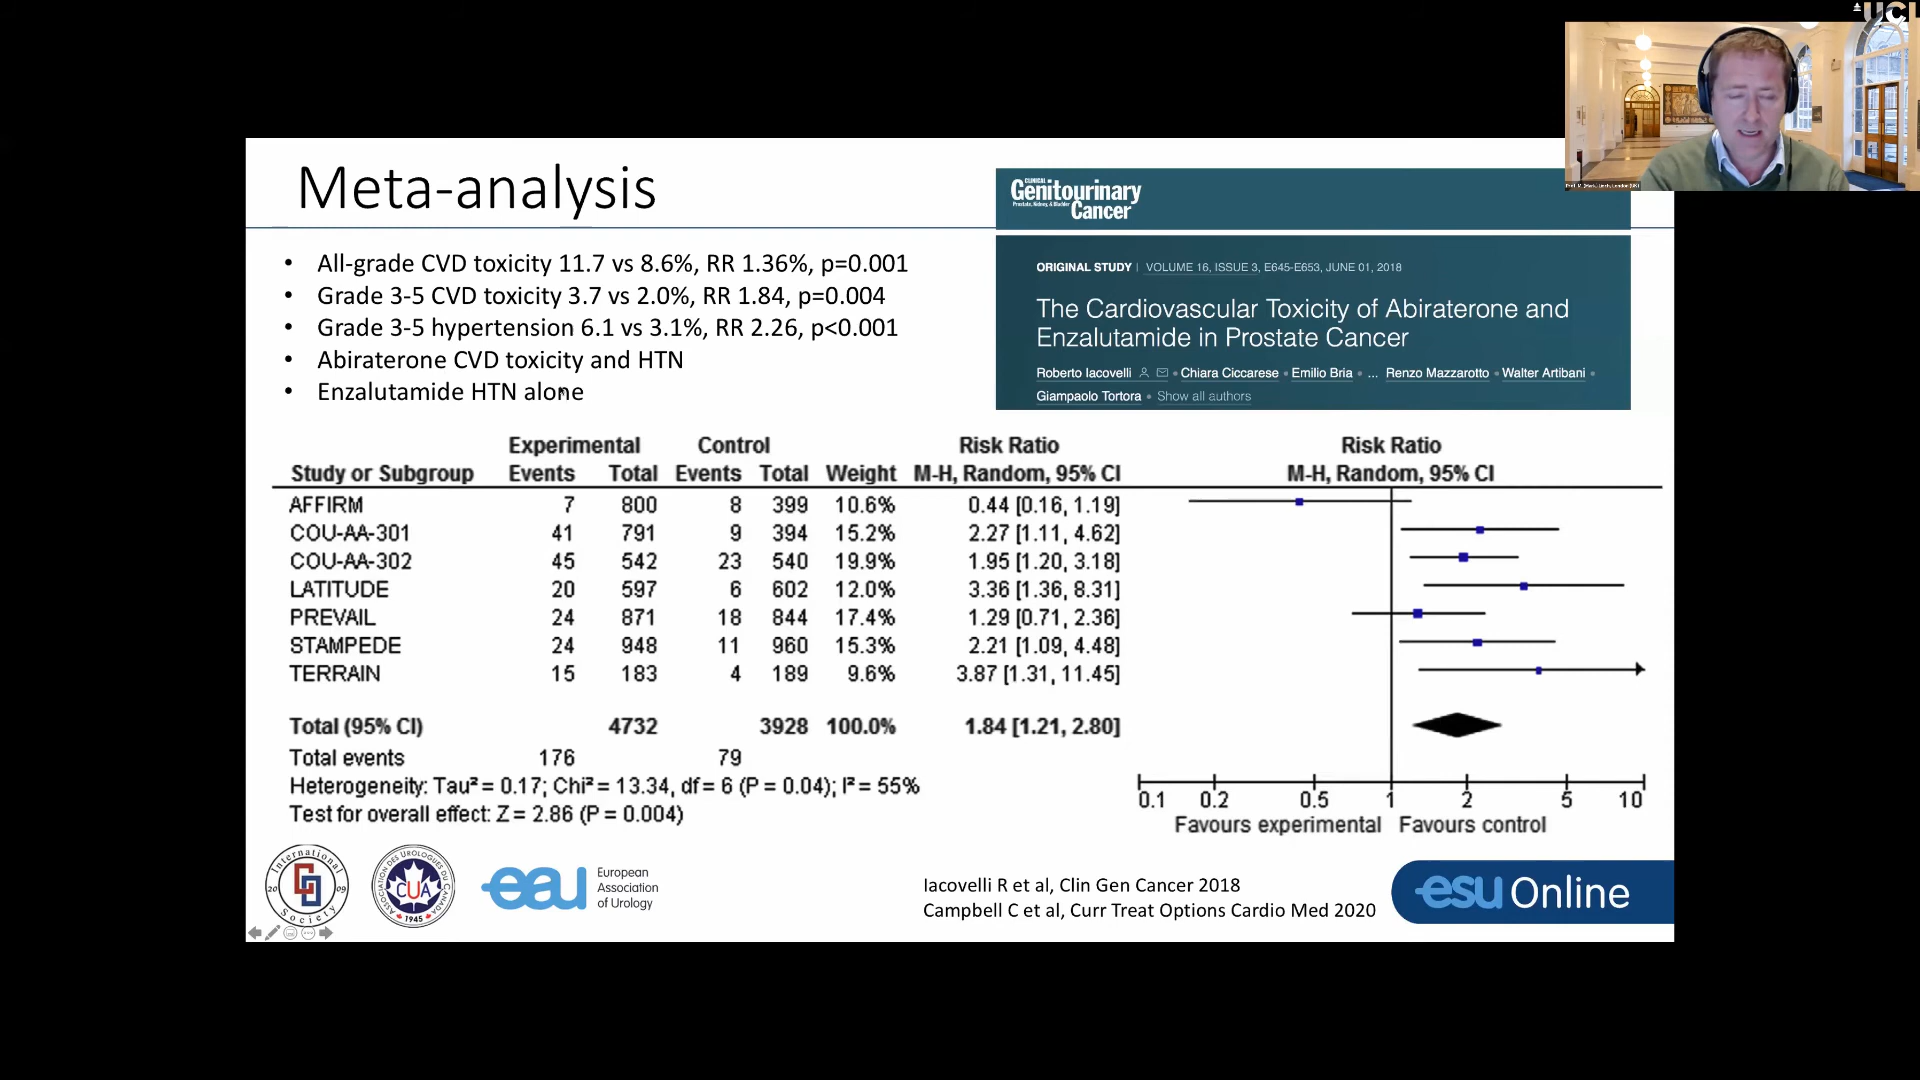 UCL
Meta-analysis
• All-grade CVD toxicity 11.7 vs 8.6%, RR 1.36%, p=0.001
• Grade 3-5 CVD toxicity 3.7 vs 2.0%, RR 1.84, p=0.004
• Grade 3-5 hypertension 6.1 vs 3.1%, RR 2.26, p<0.001
• Abiraterone CVD toxicity and HTN
• Enzalutamide HTN alone
CLINICAL
Genitourinary
Prostate, Kidney, & Bladder
Cancer
ORIGINAL STUDY | VOLUME 16, ISSUE 3, E645-E653, JUNE 01, 2018
The Cardiovascular Toxicity of Abiraterone and
Enzalutamide in Prostate Cancer
Roberto Iacovelli • Chiara Ciccarese • Emilio Bria • ... Renzo Mazzarotto • Walter Artibani •
Giampaolo Tortora • Show all authors
Experimental Control Risk Ratio Risk Ratio
Study or Subgroup Events Total Events Total Weight M-H, Random, 95% CI M-H, Random, 95% CI
AFFIRM 7 800 8 399 10.6% 0.44 [0.16, 1.19]
COU-AA-301 41 791 9 394 15.2% 2.27 [1.11, 4.62]
COU-AA-302 45 542 23 540 19.9% 1.95 [1.20, 3.18]
LATITUDE 20 597 6 602 12.0% 3.36 [1.36, 8.31]
PREVAIL 24 871 18 844 17.4% 1.29 [0.71, 2.36]
STAMPEDE 24 948 11 960 15.3% 2.21 [1.09, 4.48]
TERRAIN 15 183 4 189 9.6% 3.87 [1.31, 11.45]
Total (95% CI) 4732 3928 100.0% 1.84 [1.21, 2.80]
Total events 176 79
Heterogeneity: Tau² = 0.17; Chi² = 13.34, df = 6 (P = 0.04); I² = 55%
Test for overall effect: Z = 2.86 (P = 0.004)
0.1 0.2 0.5 1 2 5 10
Favours experimental Favours control
International
20 09
Society
ASSOCIATION DES UROLOGUES DU CANADA
CUA
1945
eau
European
Association
of Urology
Iacovelli R et al, Clin Gen Cancer 2018
Campbell C et al, Curr Treat Options Cardio Med 2020
esu Online